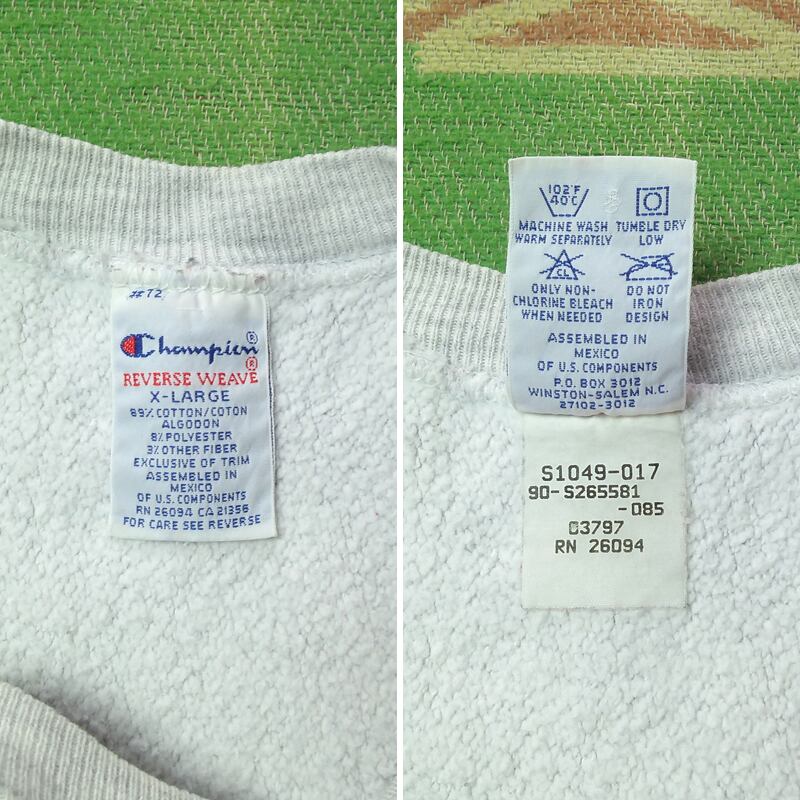 #72
Champion®
REVERSE WEAVE®
X-LARGE
89% COTTON/COTON
ALGODON
8% POLYESTER
3% OTHER FIBER
EXCLUSIVE OF TRIM
ASSEMBLED IN
MEXICO
OF U.S. COMPONENTS
RN 26094 CA 21356
FOR CARE SEE REVERSE
102°F
40°C
MACHINE WASH
WARM SEPARATELY
TUMBLE DRY
LOW
CL
ONLY NON-
CHLORINE BLEACH
WHEN NEEDED
DO NOT
IRON
DESIGN
ASSEMBLED IN
MEXICO
OF U.S. COMPONENTS
P.O. BOX 3012
WINSTON-SALEM N.C.
27102-3012
S1049-017
90-S265581
-085
03797
RN 26094